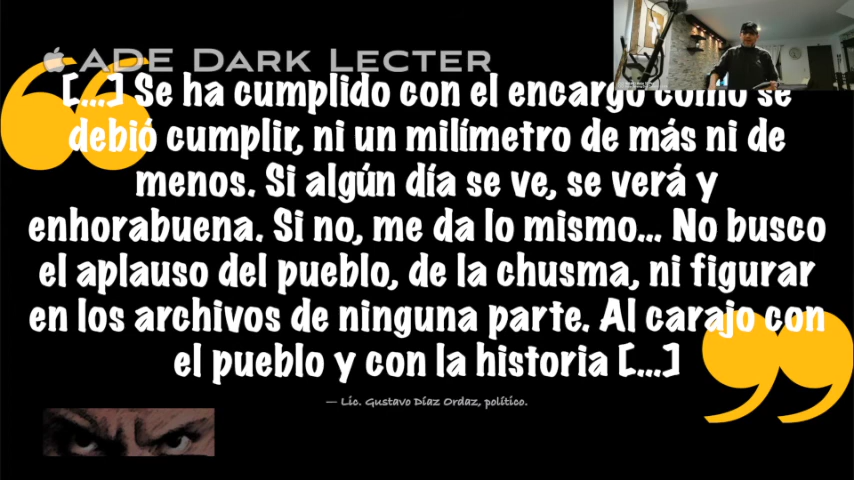 ADE DARK LECTER
[...] Se ha cumplido con el encargo como se
debió cumplir, ni un milímetro de más ni de
menos. Si algún día se ve, se verá y
enhorabuena. Si no, me da lo mismo... No busco
el aplauso del pueblo, de la chusma, ni figurar
en los archivos de ninguna parte. Al carajo con
el pueblo y con la historia [...]
— Lic. Gustavo Díaz Ordaz, político.